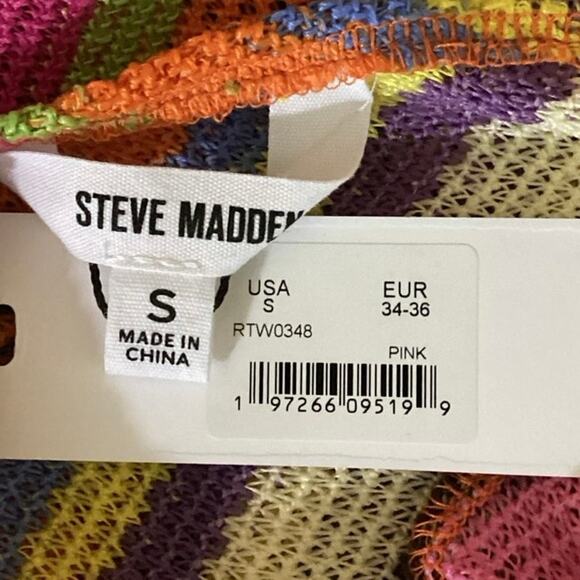 STEVE MADDEN
S
MADE IN
CHINA
USA EUR
S 34-36
RTW0348
PINK
1 97266 09519 9